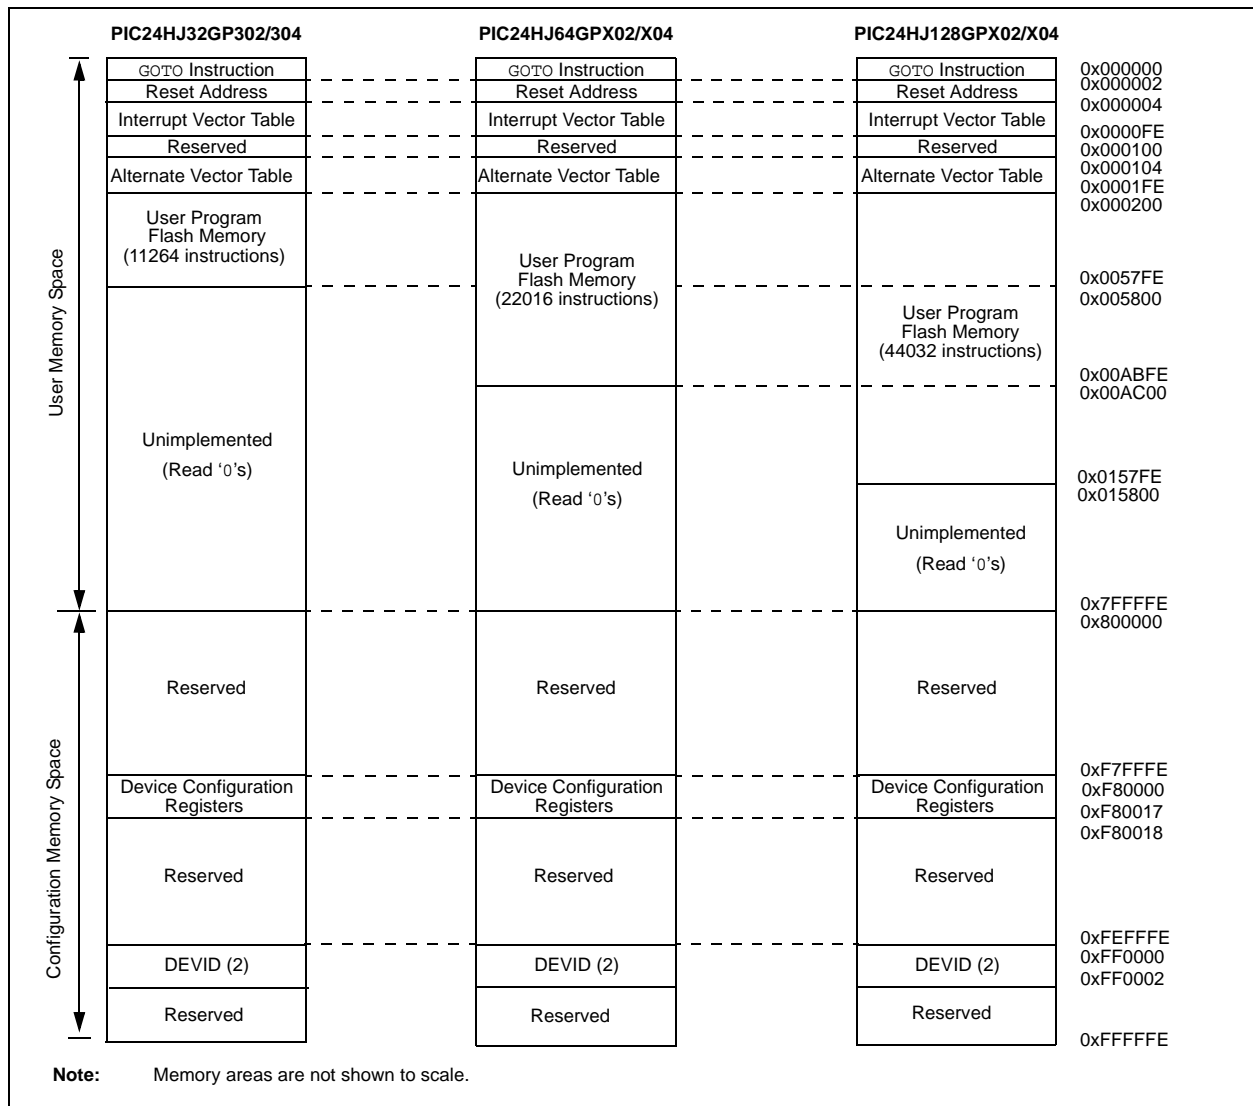 PIC24HJ32GP302/304
PIC24HJ64GPX02/X04
PIC24HJ128GPX02/X04
GOTO Instruction
GOTO Instruction
GOTO Instruction
0x000000
Reset Address
Reset Address
Reset Address
0x000002
0x000004
Interrupt Vector Table
Interrupt Vector Table
Interrupt Vector Table
0x0000FE
Reserved
Reserved
Reserved
0x000100
0x000104
Alternate Vector Table
Alternate Vector Table
Alternate Vector Table
0x0001FE
0x000200
User Program
Flash Memory
(11264 instructions)
User Program
Flash Memory
(22016 instructions)
User Program
Flash Memory
(44032 instructions)
0x0057FE
0x005800
0x00ABFE
0x00AC00
User Memory Space
Unimplemented
(Read ‘0’s)
Unimplemented
(Read ‘0’s)
Unimplemented
(Read ‘0’s)
0x0157FE
0x015800
0x7FFFFE
0x800000
Reserved
Reserved
Reserved
Configuration Memory Space
0xF7FFFE
Device Configuration
Registers
Device Configuration
Registers
Device Configuration
Registers
0xF80000
0xF80017
0xF80018
Reserved
Reserved
Reserved
0xFEFFFE
DEVID (2)
DEVID (2)
DEVID (2)
0xFF0000
0xFF0002
Reserved
Reserved
Reserved
0xFFFFFE
Note: Memory areas are not shown to scale.